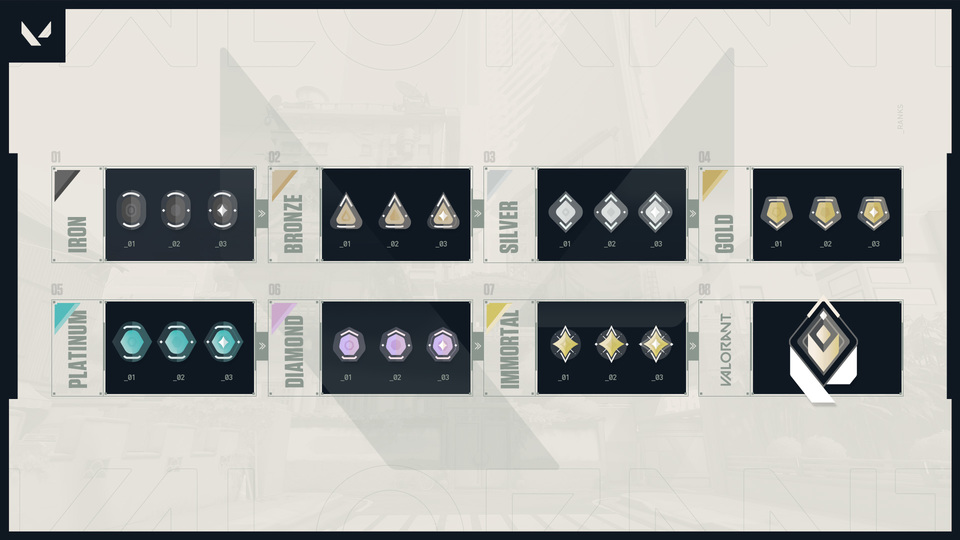 _RANKS
01
IRON
_01 _02 _03
02
BRONZE
_01 _02 _03
03
SILVER
_01 _02 _03
04
GOLD
_01 _02 _03
05
PLATINUM
_01 _02 _03
06
DIAMOND
_01 _02 _03
07
IMMORTAL
_01 _02 _03
08
VALORANT